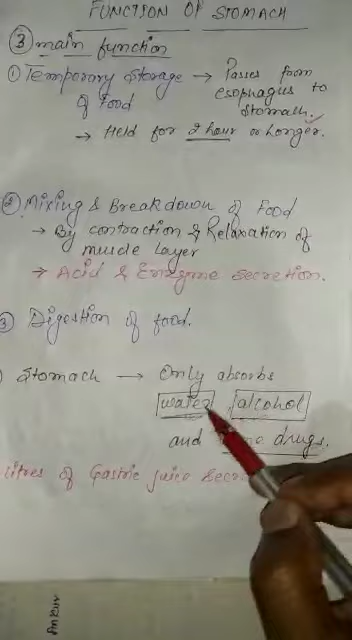 FUNCTION OF STOMACH
③ main function
① Temporary Storage → Passes from
of Food esophagus to
stomach.
→ Held for 2 hour or longer.
② Mixing & Breakdown of Food
→ By contraction & Relaxation of
muscle layer
→ Acid & Enzyme Secretion.
③ Digestion of food.
Stomach → Only absorbs
water, alcohol
and drugs.
litres of Gastric juice